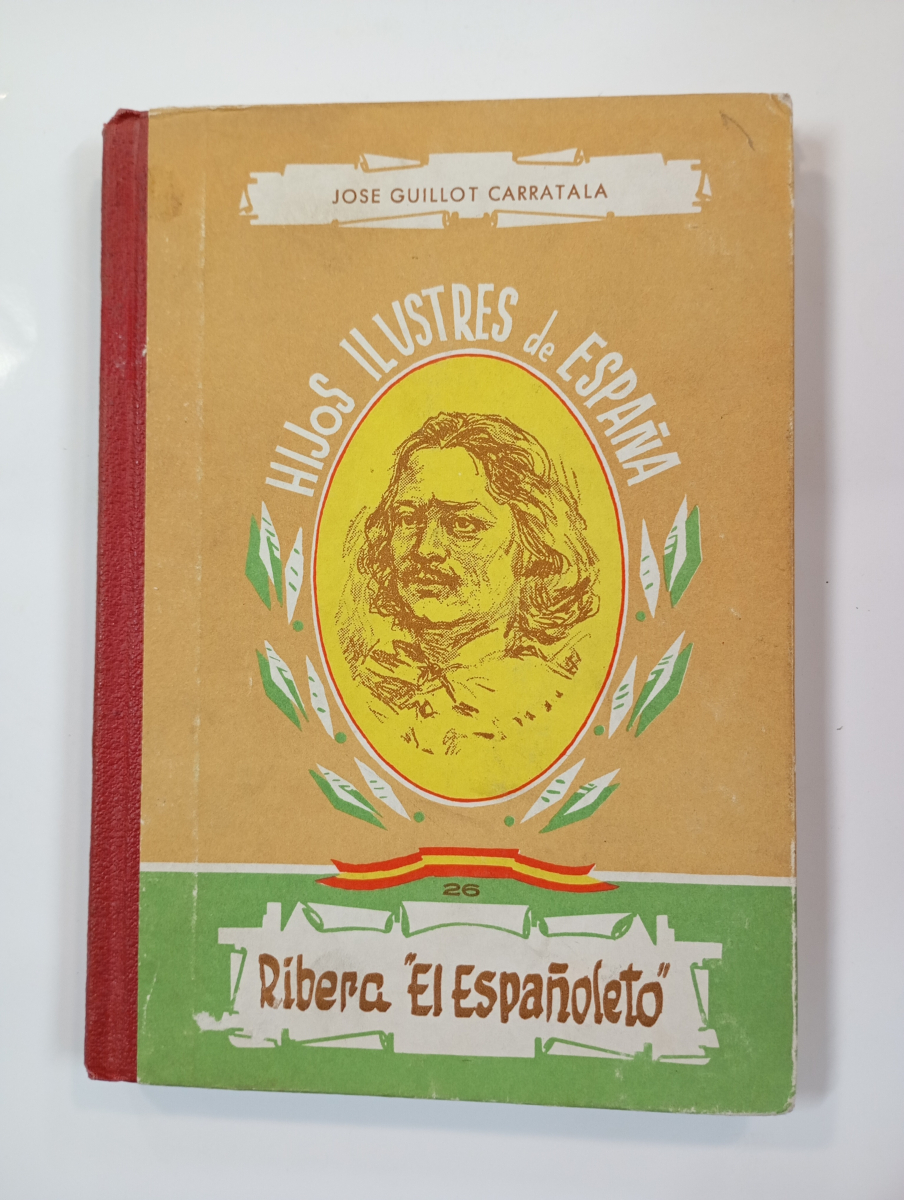 JOSE GUILLOT CARRATALA
HIJOS ILUSTRES de ESPAÑA
26
Ribera "El Españoleto"